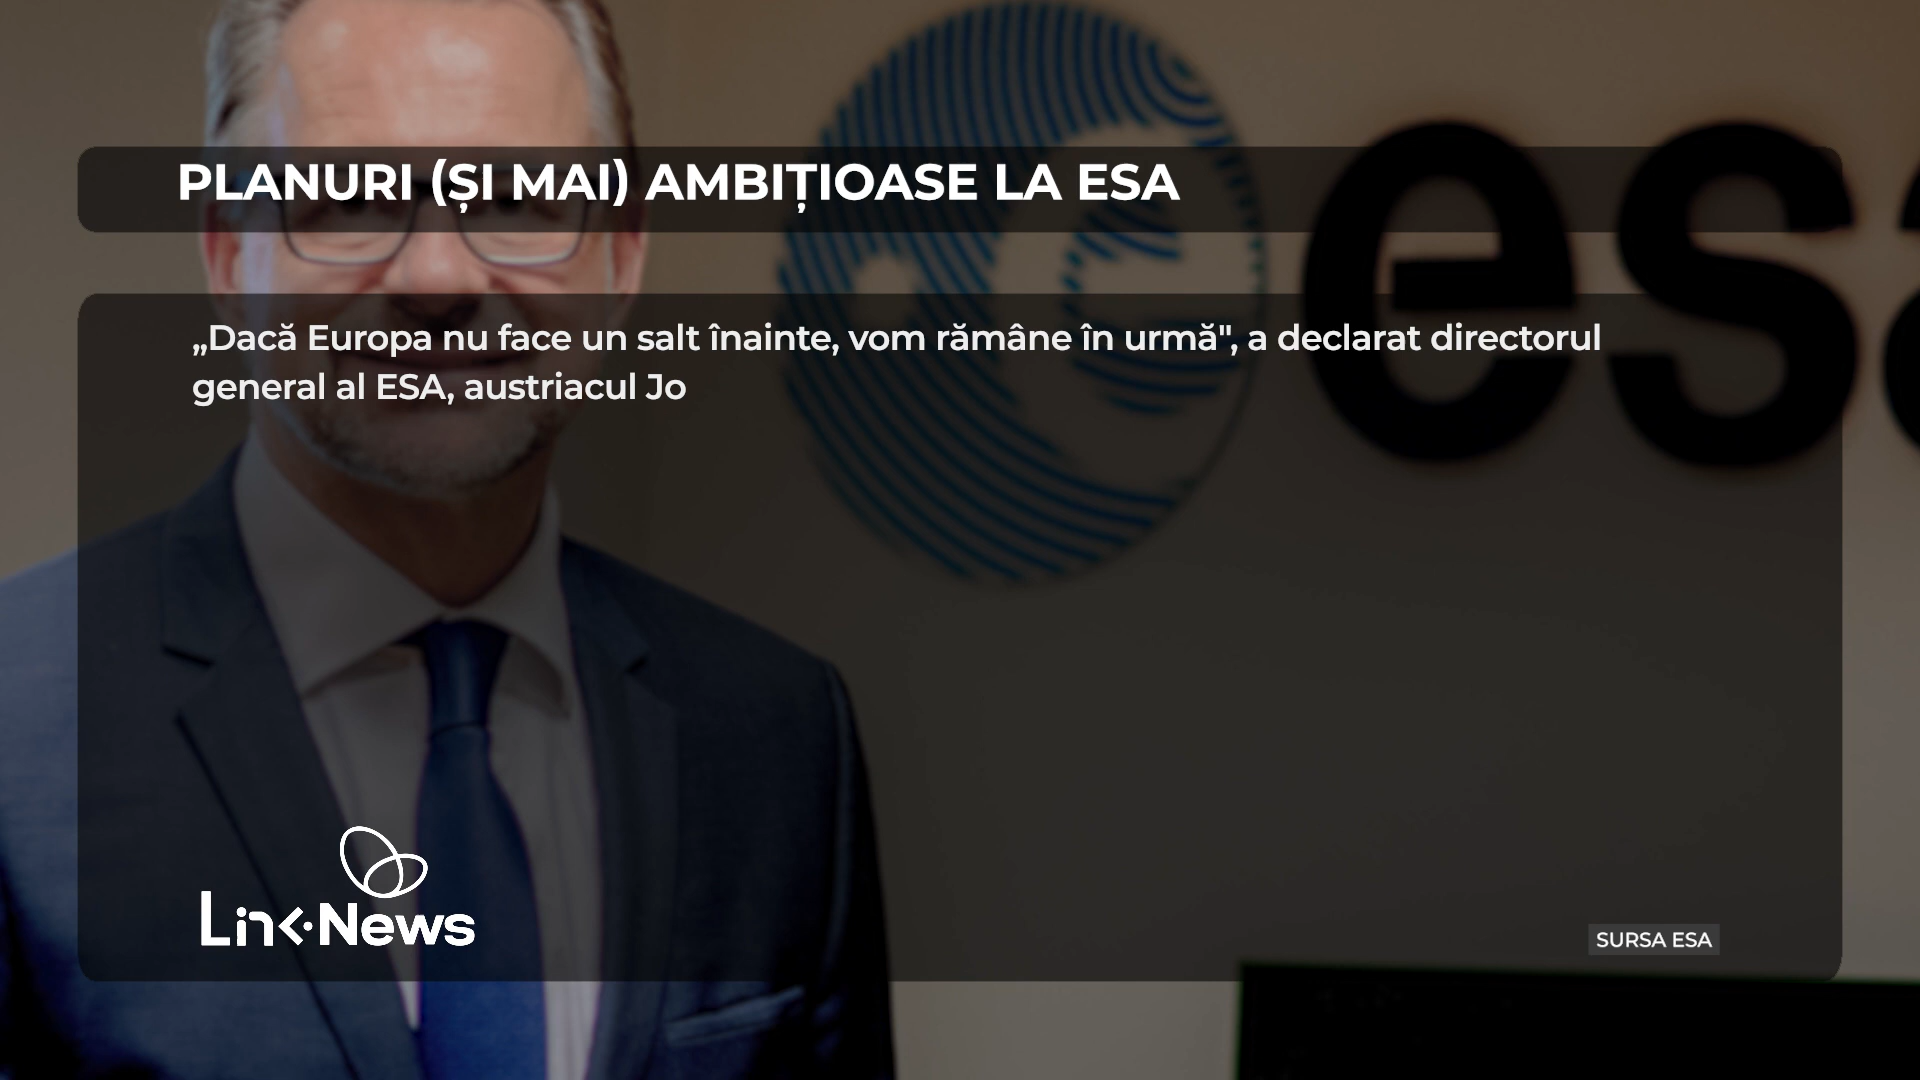 PLANURI (ȘI MAI) AMBIȚIOASE LA ESA
„Dacă Europa nu face un salt înainte, vom rămâne în urmă", a declarat directorul
general al ESA, austriacul Jo
esa
Link News
SURSA ESA